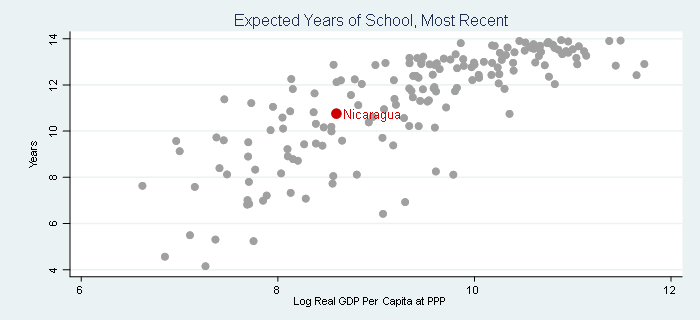 Expected Years of School, Most Recent
14
12
10
8
6
4
Years
Nicaragua
6
8
10
12
Log Real GDP Per Capita at PPP